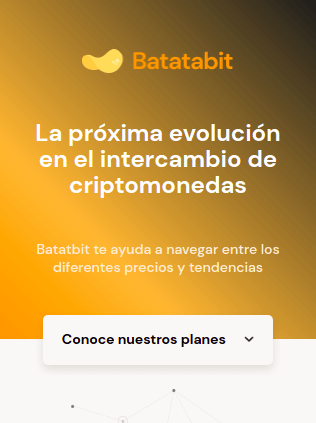 Batatabit
La próxima evolución
en el intercambio de
criptomonedas
Batatbit te ayuda a navegar entre los
diferentes precios y tendencias
Conoce nuestros planes